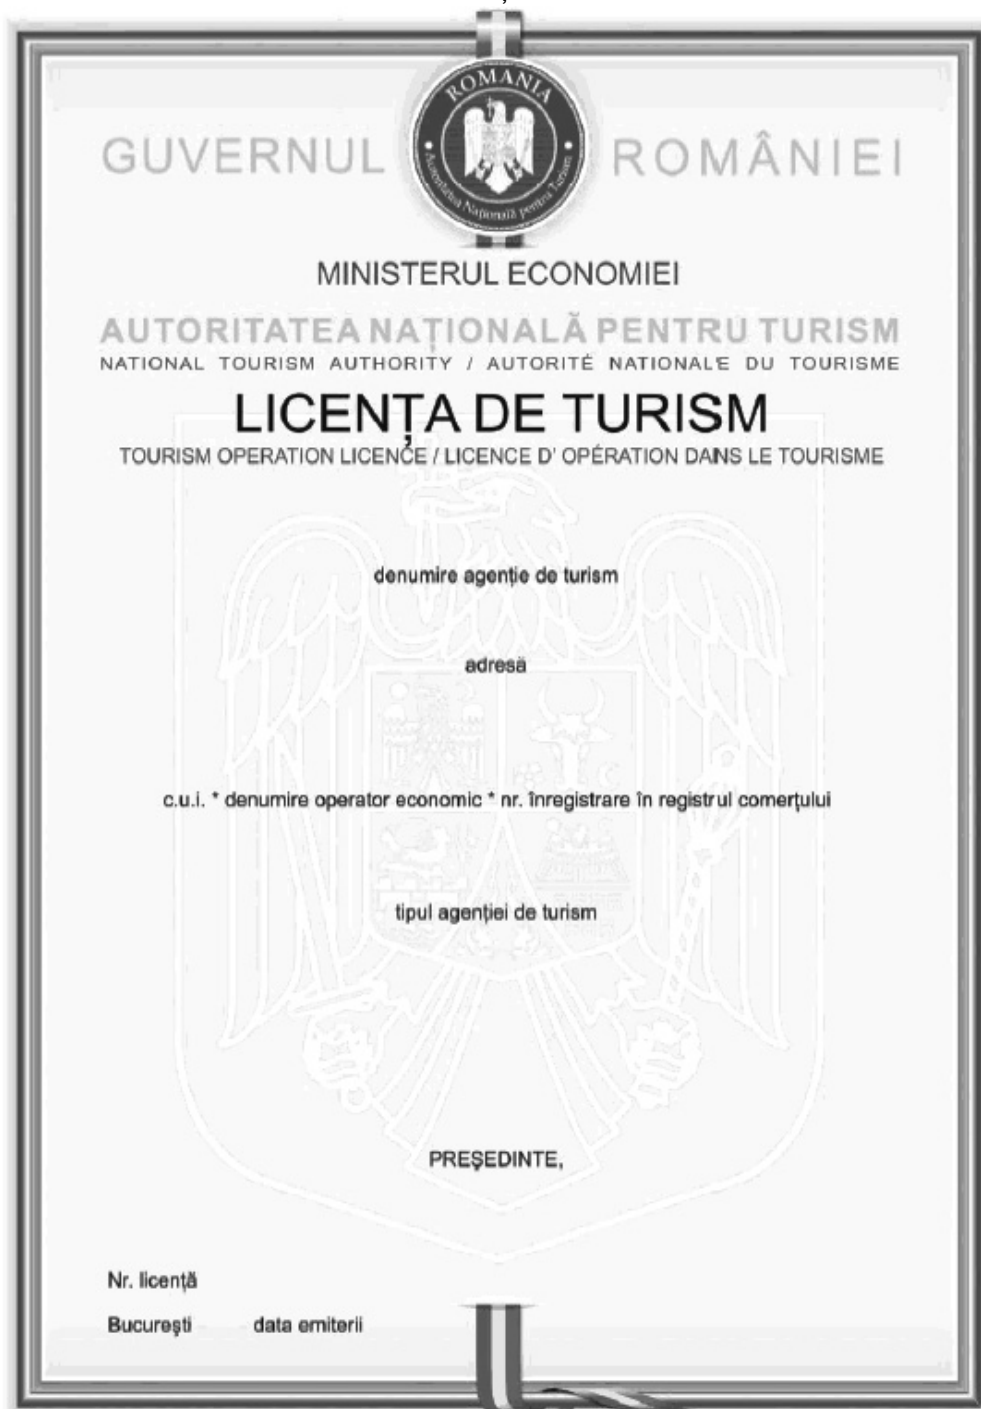 GUVERNUL ROMÂNIEI
ROMANIA
Autoritatea Națională pentru Turism
MINISTERUL ECONOMIEI
AUTORITATEA NAȚIONALĂ PENTRU TURISM
NATIONAL TOURISM AUTHORITY / AUTORITÉ NATIONALE DU TOURISME
LICENȚA DE TURISM
TOURISM OPERATION LICENCE / LICENCE D' OPÉRATION DANS LE TOURISME
denumire agenție de turism
adresă
c.u.i. * denumire operator economic * nr. înregistrare în registrul comerțului
tipul agenției de turism
PREȘEDINTE,
Nr. licență
București data emiterii